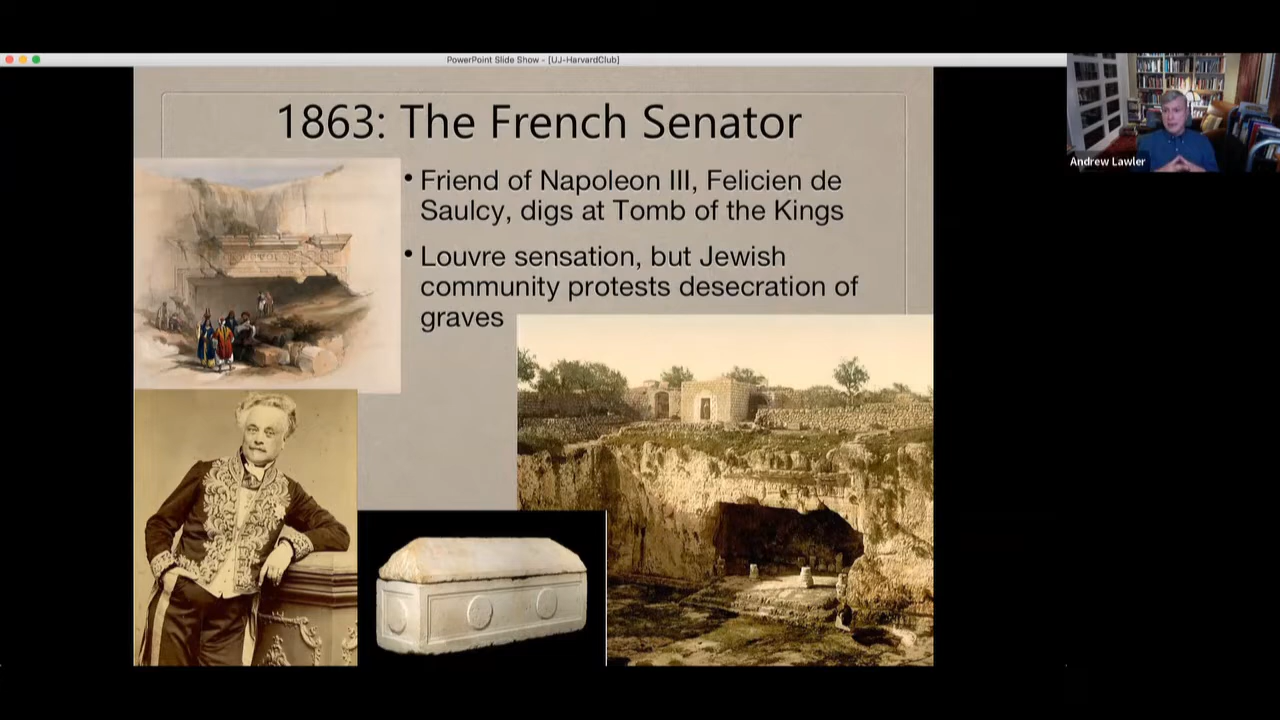 PowerPoint Slide Show - [UJ-HarvardClub]
1863: The French Senator
• Friend of Napoleon III, Felicien de
Saulcy, digs at Tomb of the Kings
• Louvre sensation, but Jewish
community protests desecration of
graves
Andrew Lawler